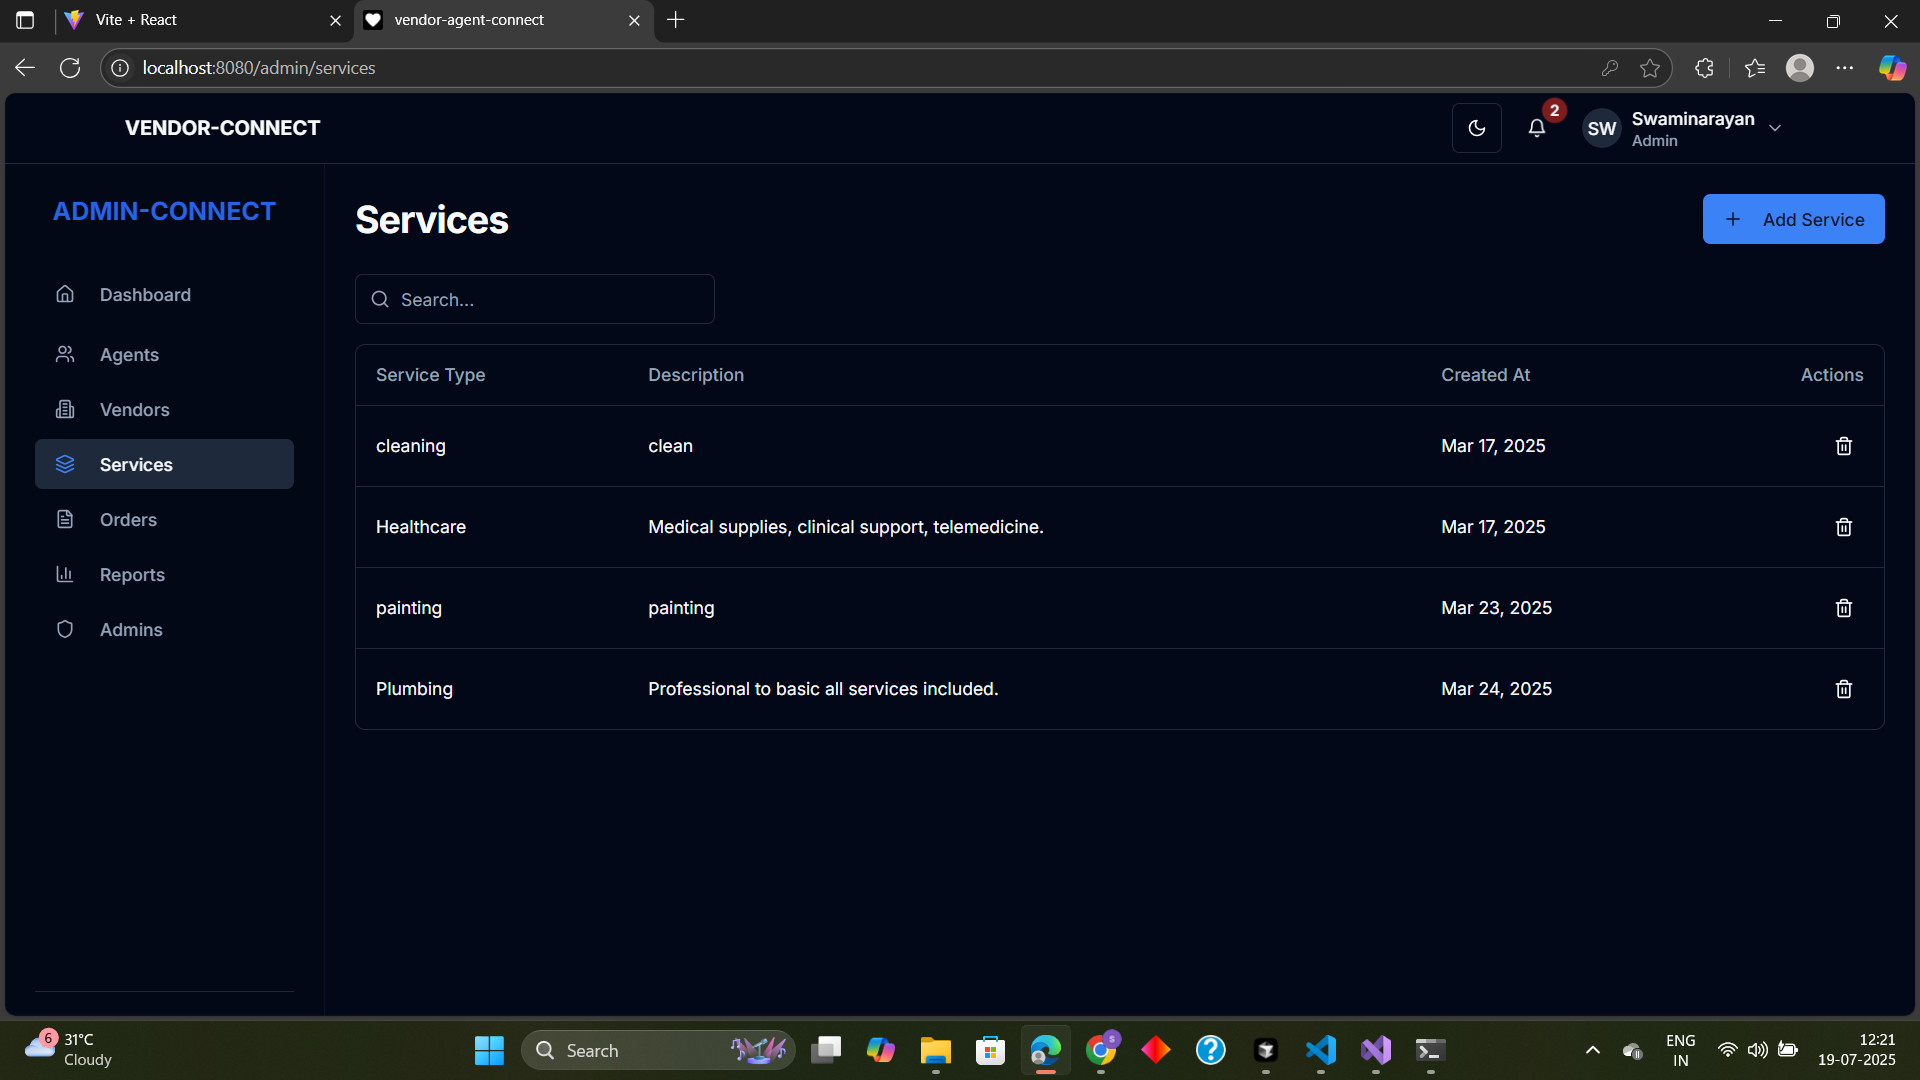 Vite + React
vendor-agent-connect
localhost:8080/admin/services
VENDOR-CONNECT
2
SW
Swaminarayan
Admin
ADMIN-CONNECT
Dashboard
Agents
Vendors
Services
Orders
Reports
Admins
Services
+ Add Service
Search...
Service Type Description Created At Actions
cleaning clean Mar 17, 2025
Healthcare Medical supplies, clinical support, telemedicine. Mar 17, 2025
painting painting Mar 23, 2025
Plumbing Professional to basic all services included. Mar 24, 2025
6
31°C
Cloudy
Search
S
ENG
IN
12:21
19-07-2025